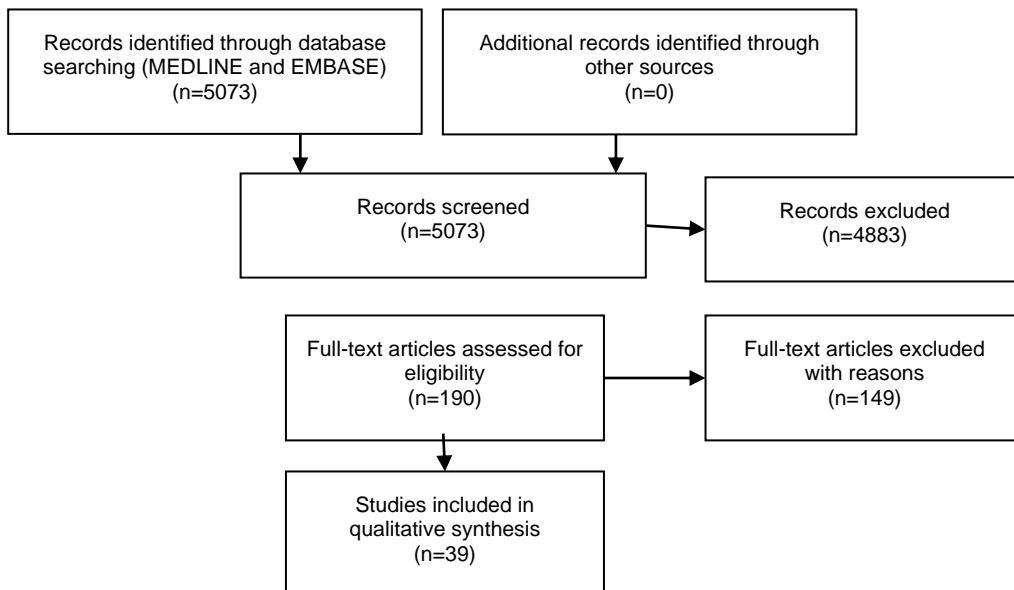 Records identified through database
searching (MEDLINE and EMBASE)
(n=5073)
Additional records identified through
other sources
(n=0)
Records screened
(n=5073)
Records excluded
(n=4883)
Full-text articles assessed for
eligibility
(n=190)
Full-text articles excluded
with reasons
(n=149)
Studies included in
qualitative synthesis
(n=39)